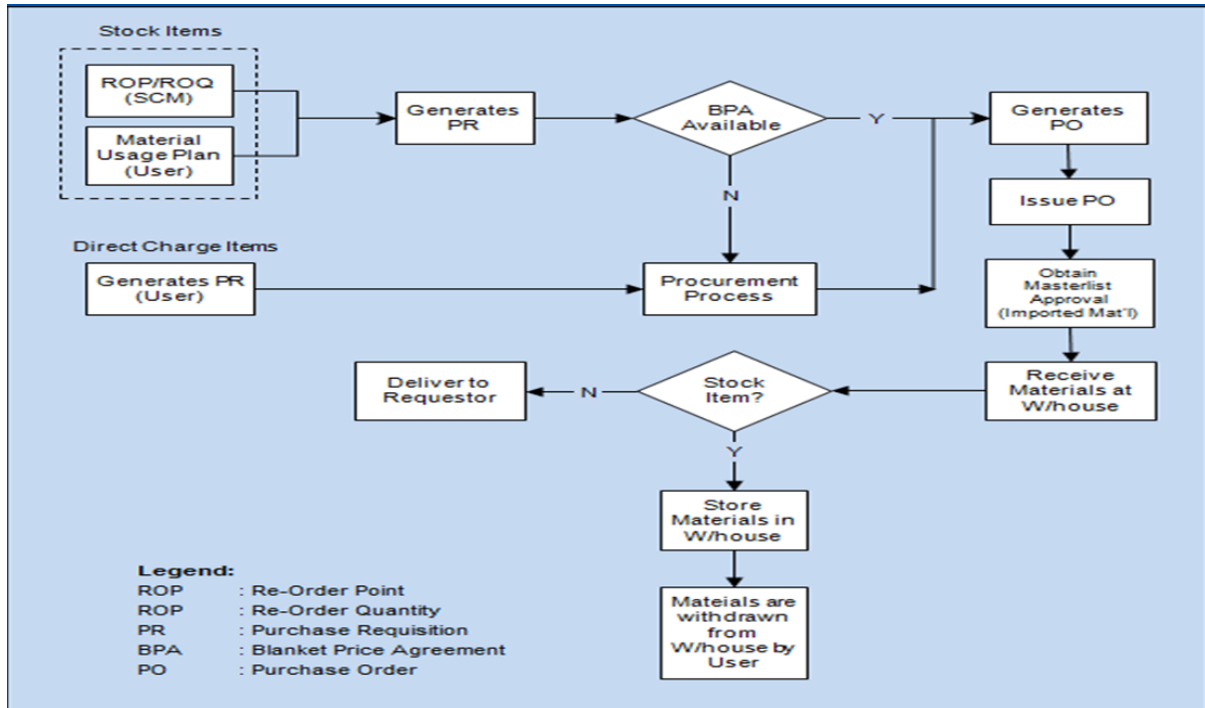 Stock Items
ROP/ROQ
(SCM)
Material
Usage Plan
(User)
Generates
PR
BPA
Available
Y
Generates
PO
N
Issue PO
Direct Charge Items
Generates PR
(User)
Procurement
Process
Obtain
Masterlist
Approval
(Imported Mat'l)
Deliver to
Requestor
N
Stock
Item?
Receive
Materials at
W/house
Y
Store
Materials in
W/house
Mateials are
withdrawn
from
W/house by
User
Legend:
ROP : Re-Order Point
ROP : Re-Order Quantity
PR : Purchase Requisition
BPA : Blanket Price Agreement
PO : Purchase Order